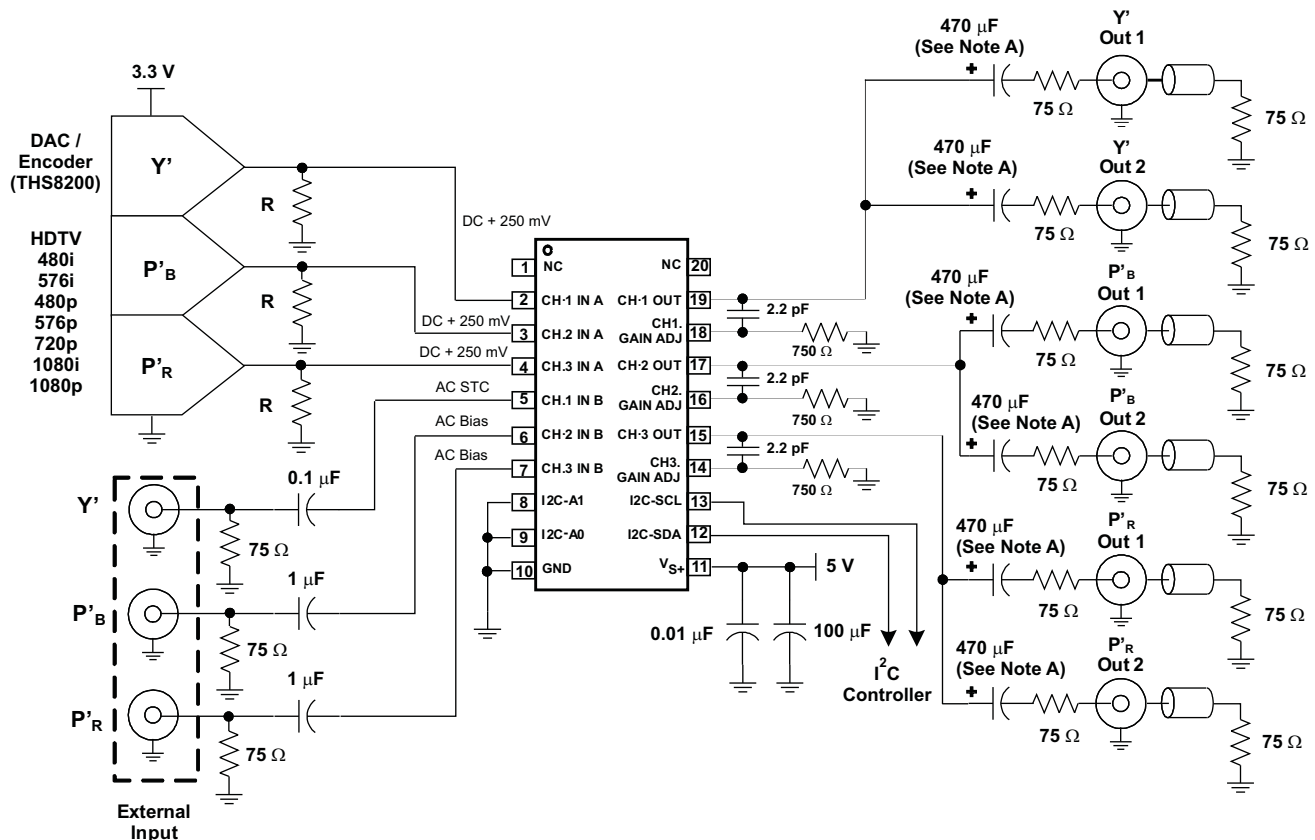 3.3 V
DAC /
Encoder
(THS8200)
HDTV
480i
576i
480p
576p
720p
1080i
1080p
Y'
P'B
P'R
R
R
R
DC + 250 mV
DC + 250 mV
DC + 250 mV
AC STC
AC Bias
AC Bias
Y'
P'B
P'R
0.1 μF
1 μF
1 μF
75 Ω
75 Ω
75 Ω
External
Input
1 NC
2 CH·1 IN A
3 CH.2 IN A
4 CH.3 IN A
5 CH.1 IN B
6 CH·2 IN B
7 CH.3 IN B
8 I2C-A1
9 I2C-A0
10 GND
NC 20
CH·1 OUT 19
CH1.
GAIN ADJ 18
CH·2 OUT 17
CH2.
GAIN ADJ 16
CH·3 OUT 15
CH3.
GAIN ADJ 14
I2C-SCL 13
I2C-SDA 12
VS+ 11
2.2 pF
750 Ω
2.2 pF
750 Ω
2.2 pF
750 Ω
5 V
0.01 μF
100 μF
I2C
Controller
470 μF
(See Note A)
+
75 Ω
Y'
Out 1
75 Ω
470 μF
(See Note A)
+
75 Ω
Y'
Out 2
75 Ω
470 μF
(See Note A)
+
75 Ω
P'B
Out 1
75 Ω
470 μF
(See Note A)
+
75 Ω
P'B
Out 2
75 Ω
470 μF
(See Note A)
+
75 Ω
P'R
Out 1
75 Ω
470 μF
(See Note A)
+
75 Ω
P'R
Out 2
75 Ω